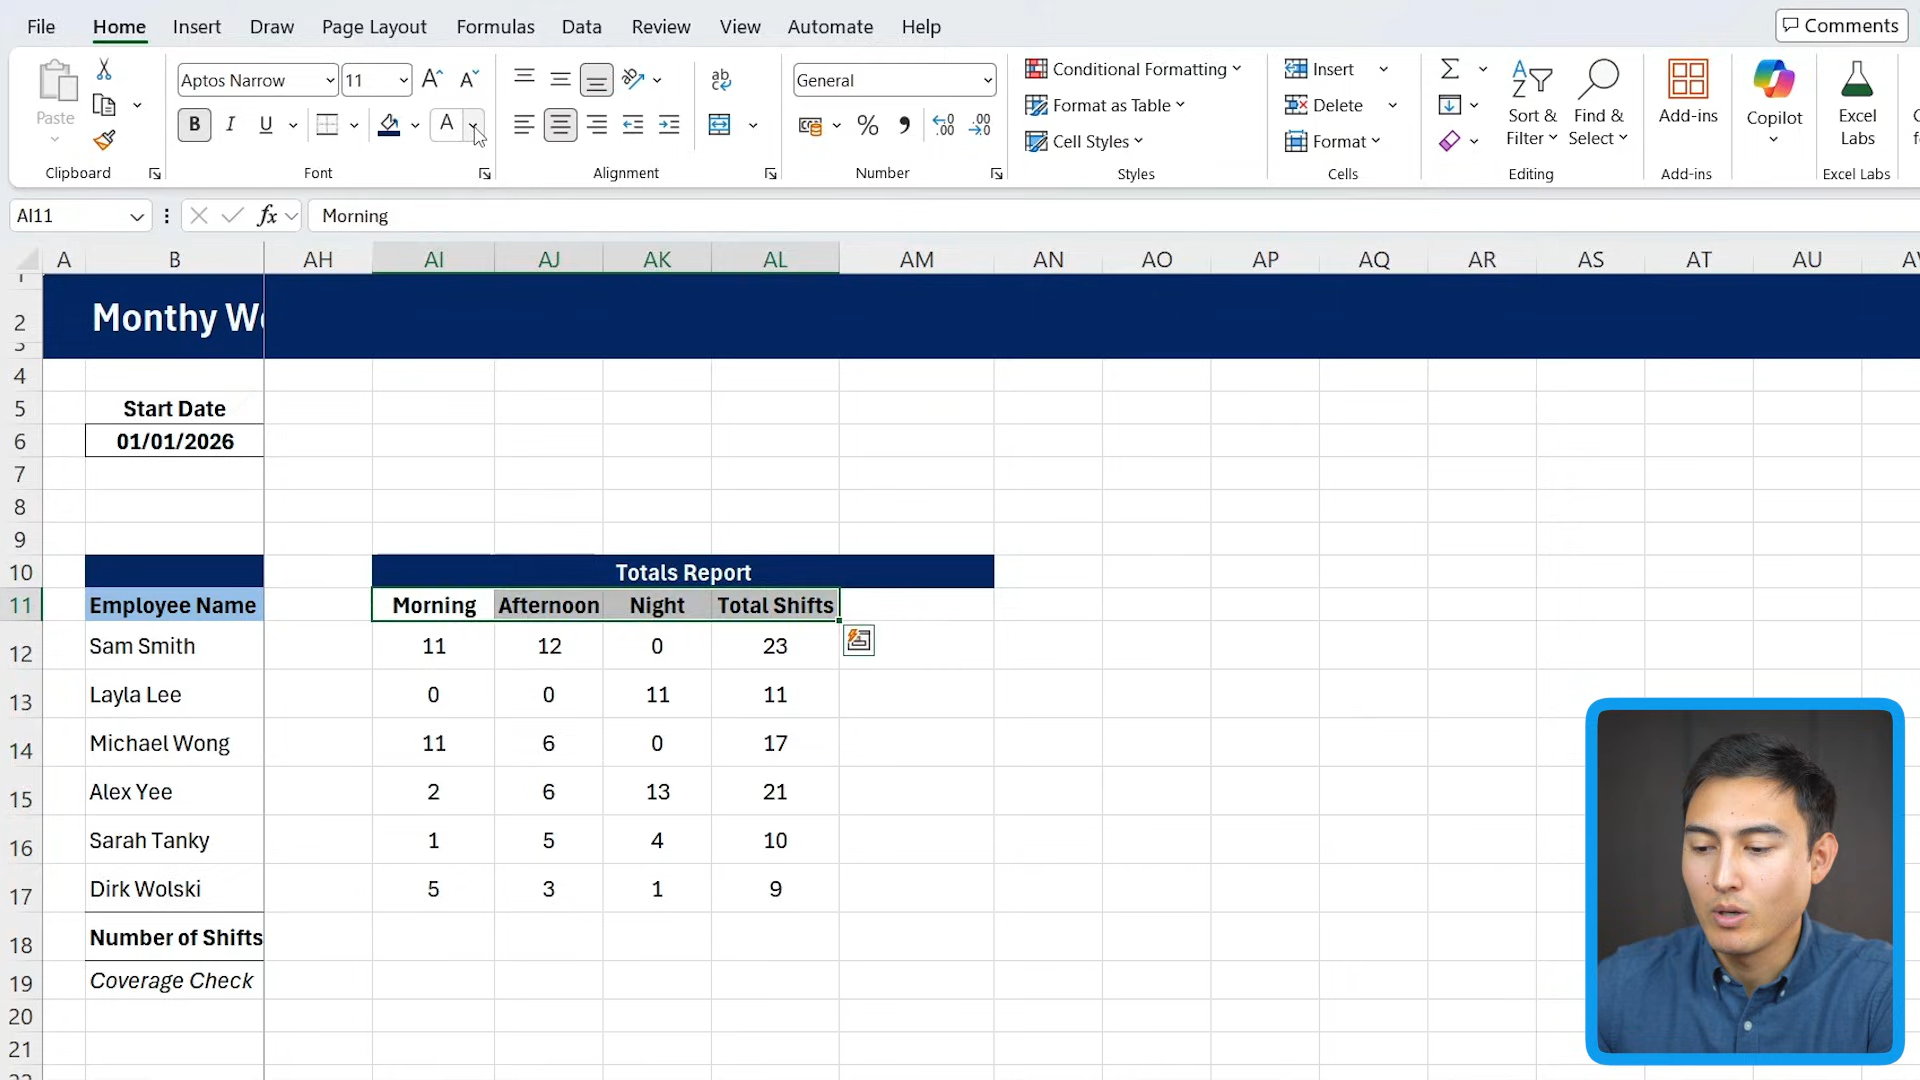 File Home Insert Draw Page Layout Formulas Data Review View Automate Help Comments
Paste
Aptos Narrow 11
General
Conditional Formatting
Format as Table
Cell Styles
Insert
Delete
Format
Sort & Filter
Find & Select
Add-ins
Copilot
Excel Labs
Clipboard Font Alignment Number Styles Cells Editing Add-ins Excel Labs
AI11 fx Morning
A B AH AI AJ AK AL AM AN AO AP AQ AR AS AT AU
1
2 Monthy W
3
4
5 Start Date
6 01/01/2026
7
8
9
10 Totals Report
11 Employee Name Morning Afternoon Night Total Shifts
12 Sam Smith 11 12 0 23
13 Layla Lee 0 0 11 11
14 Michael Wong 11 6 0 17
15 Alex Yee 2 6 13 21
16 Sarah Tanky 1 5 4 10
17 Dirk Wolski 5 3 1 9
18 Number of Shifts
19 Coverage Check
20
21